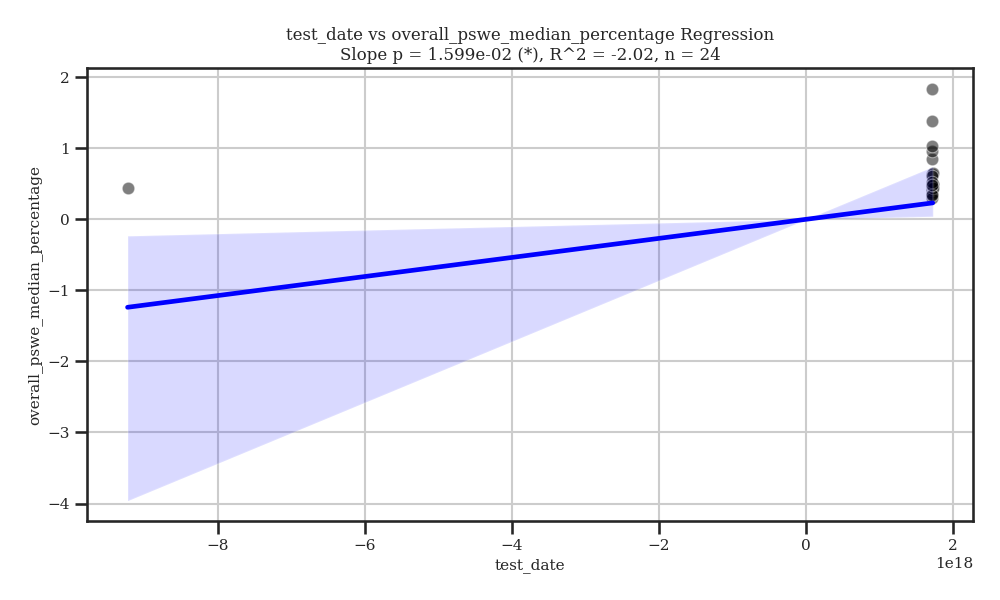 test_date vs overall_pswe_median_percentage Regression
Slope p = 1.599e-02 (*), R^2 = -2.02, n = 24
overall_pswe_median_percentage
2
1
0
−1
−2
−3
−4
−8
−6
−4
−2
0
2
1e18
test_date